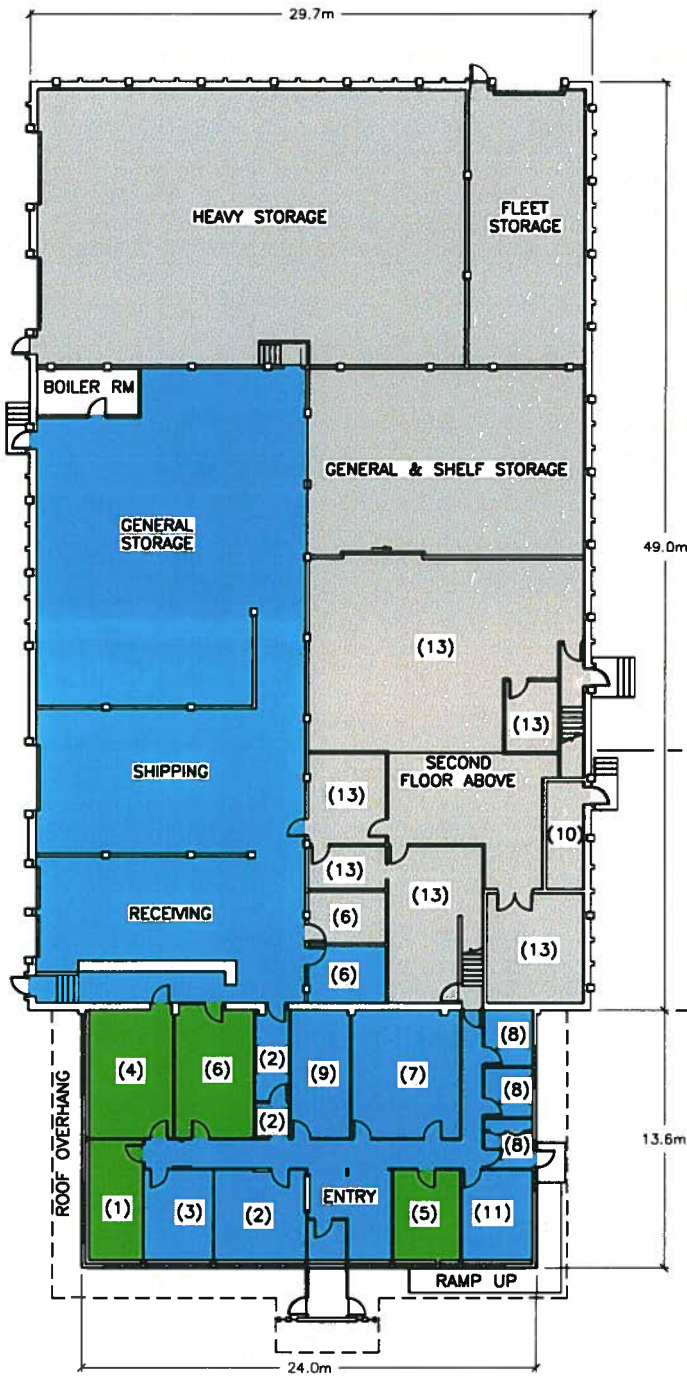 29.7m
HEAVY STORAGE
FLEET
STORAGE
BOILER RM
GENERAL & SHELF STORAGE
GENERAL
STORAGE
49.0m
(13)
(13)
SHIPPING
SECOND
FLOOR ABOVE
(13)
(10)
(13)
(13)
RECEIVING
(6)
(13)
(6)
ROOF OVERHANG
(4)
(6)
(2)
(9)
(7)
(8)
(8)
(2)
(8)
13.6m
(1)
(3)
(2)
ENTRY
(5)
(11)
RAMP UP
24.0m